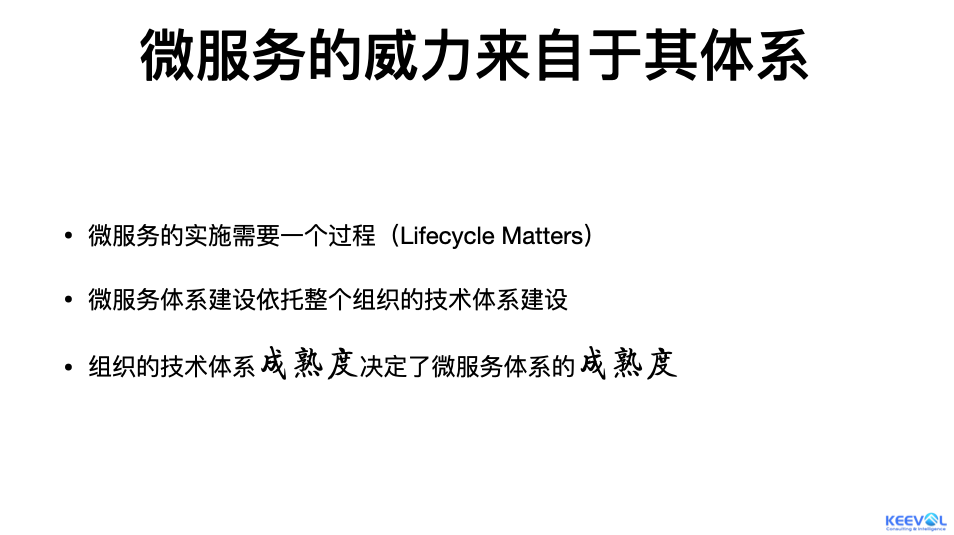 微服务的威力来自于其体系
• 微服务的实施需要一个过程（Lifecycle Matters）
• 微服务体系建设依托整个组织的技术体系建设
• 组织的技术体系成熟度决定了微服务体系的成熟度
KEEVOL
Consulting & Intelligence